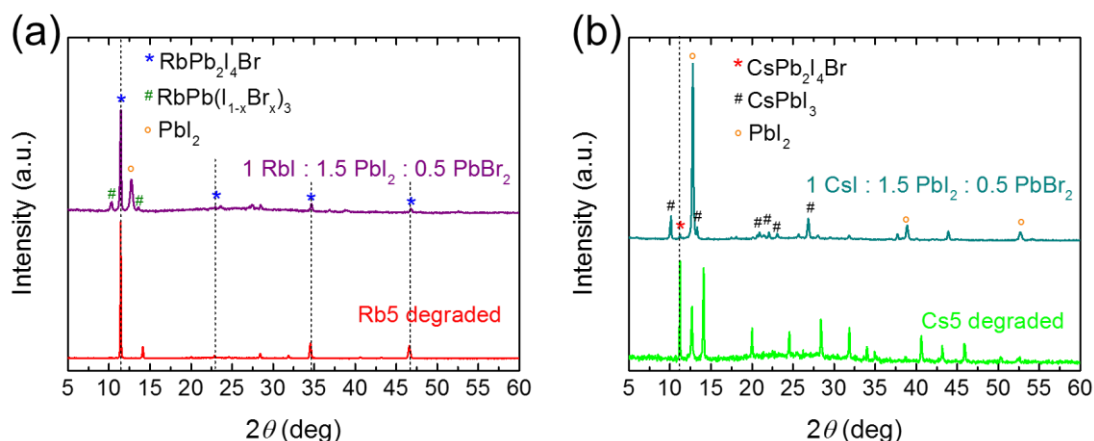 (a)
* RbPb₂I₄Br
# RbPb(I₁₋ₓBrₓ)₃
○ PbI₂
1 RbI : 1.5 PbI₂ : 0.5 PbBr₂
Rb5 degraded
Intensity (a.u.)
5 10 15 20 25 30 35 40 45 50 55 60
2θ (deg)
(b)
* CsPb₂I₄Br
# CsPbI₃
○ PbI₂
1 CsI : 1.5 PbI₂ : 0.5 PbBr₂
Cs5 degraded
Intensity (a.u.)
5 10 15 20 25 30 35 40 45 50 55 60
2θ (deg)